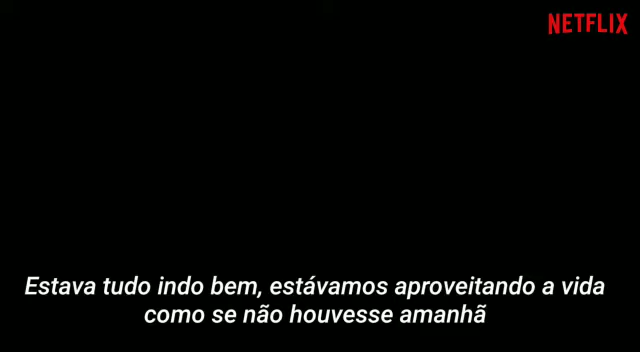 NETFLIX
Estava tudo indo bem, estávamos aproveitando a vida
como se não houvesse amanhã